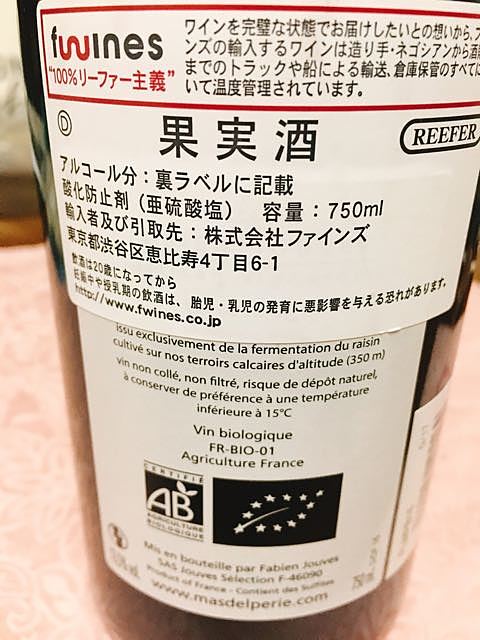 fwines
"100%リーファー主義"
ワインを完璧な状態でお届けしたいとの想いから、フ
ンズの輸入するワインは造り手・ネゴシアンから酒
までのトラックや船による輸送、倉庫保管のすべてに
いて温度管理されています。
D
果実酒
REEFER
アルコール分：裏ラベルに記載
酸化防止剤（亜硫酸塩） 容量：750ml
輸入者及び引取先：株式会社ファインズ
東京都渋谷区恵比寿4丁目6-1
飲酒は20歳になってから
妊娠中や授乳期の飲酒は、胎児・乳児の発育に悪影響を与える恐れがあります。
http://www.fwines.co.jp
issu exclusivement de la fermentation du raisin
cultivé sur nos terroirs calcaires d'altitude (350 m)
vin non collé, non filtré, risque de dépôt naturel,
à conserver de préférence à une température
inférieure à 15°C
Vin biologique
FR-BIO-01
Agriculture France
CERTIFIÉ
AB
AGRICULTURE
BIOLOGIQUE
Mis en bouteille par Fabien Jouves
SAS Jouves Sélection F-46090
Product of France - Contient des Sulfites
www.masdelperie.com